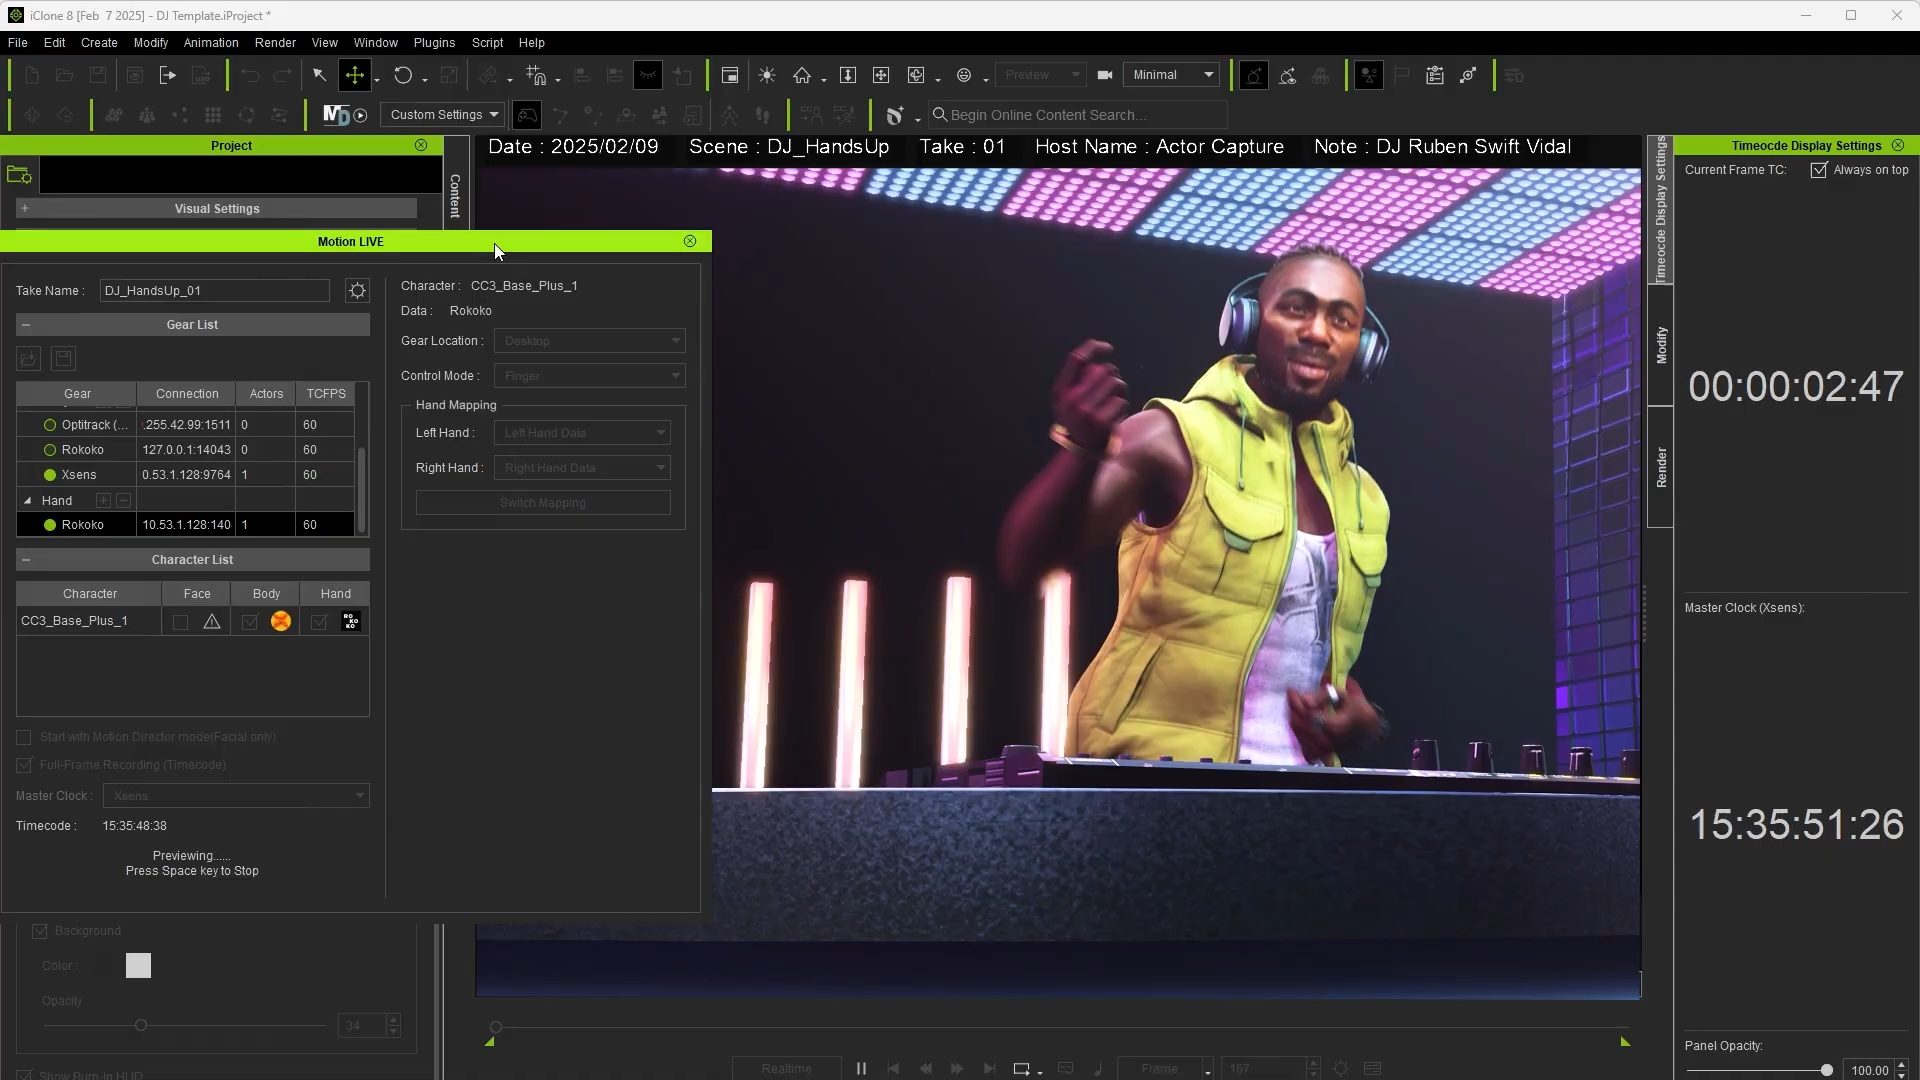 iClone 8 [Feb  7 2025] - DJ Template.iProject *
File Edit Create Modify Animation Render View Window Plugins Script Help
Preview Minimal
MD Custom Settings Begin Online Content Search...
Project
Content
Visual Settings
Date : 2025/02/09 Scene : DJ_HandsUp Take : 01 Host Name : Actor Capture Note : DJ Ruben Swift Vidal
Motion LIVE
Take Name : DJ_HandsUp_01
Gear List
Gear Connection Actors TCFPS
Optitrack (... .255.42.99:1511 0 60
Rokoko 127.0.0.1:14043 0 60
Xsens 0.53.1.128:9764 1 60
Hand
Rokoko 10.53.1.128:140 1 60
Character List
Character Face Body Hand
CC3_Base_Plus_1 RO KO KO
Start with Motion Director mode(Facial only)
Full-Frame Recording (Timecode)
Master Clock : Xsens
Timecode : 15:35:48:38
Previewing......
Press Space key to Stop
Character : CC3_Base_Plus_1
Data : Rokoko
Gear Location : Desktop
Control Mode : Finger
Hand Mapping
Left Hand : Left Hand Data
Right Hand : Right Hand Data
Switch Mapping
Background
Color :
Opacity
34
Show Burn-In HUD
Realtime Frame 167
Timeocde Display Settings
Modify
Render
Timeocde Display Settings
Current Frame TC: Always on top
00:00:02:47
Master Clock (Xsens):
15:35:51:26
Panel Opacity:
100.00